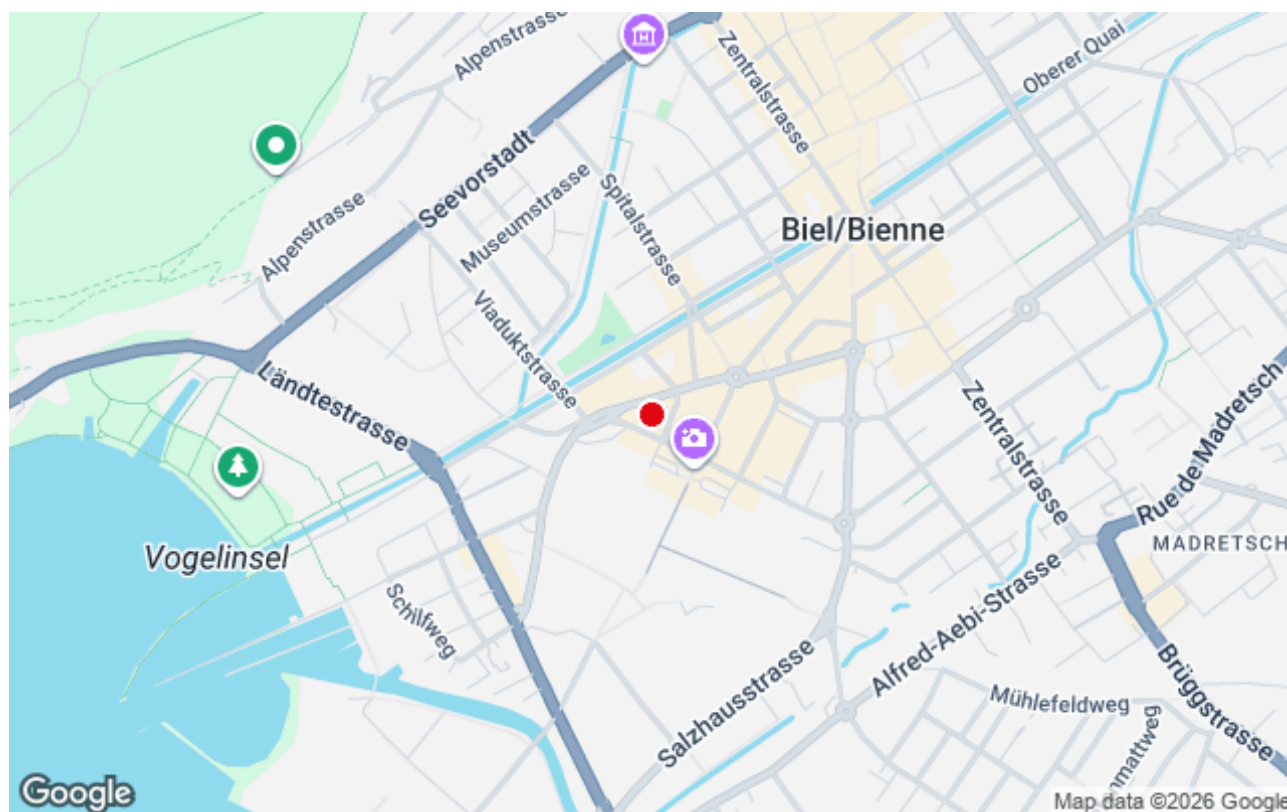 Alpenstrasse
Zentralstrasse
Oberer Quai
Seevorstadt
Museumstrasse
Spitalstrasse
Alpenstrasse
Biel/Bienne
Viaduktstrasse
Ländtestrasse
Zentralstrasse
Rue de Madretsch
MADRETSCH
Vogelinsel
Schilfweg
Alfred-Aebi-Strasse
Salzhausstrasse
Mühlefeldweg
Brüggstrasse
Google
Map data ©2026 Google